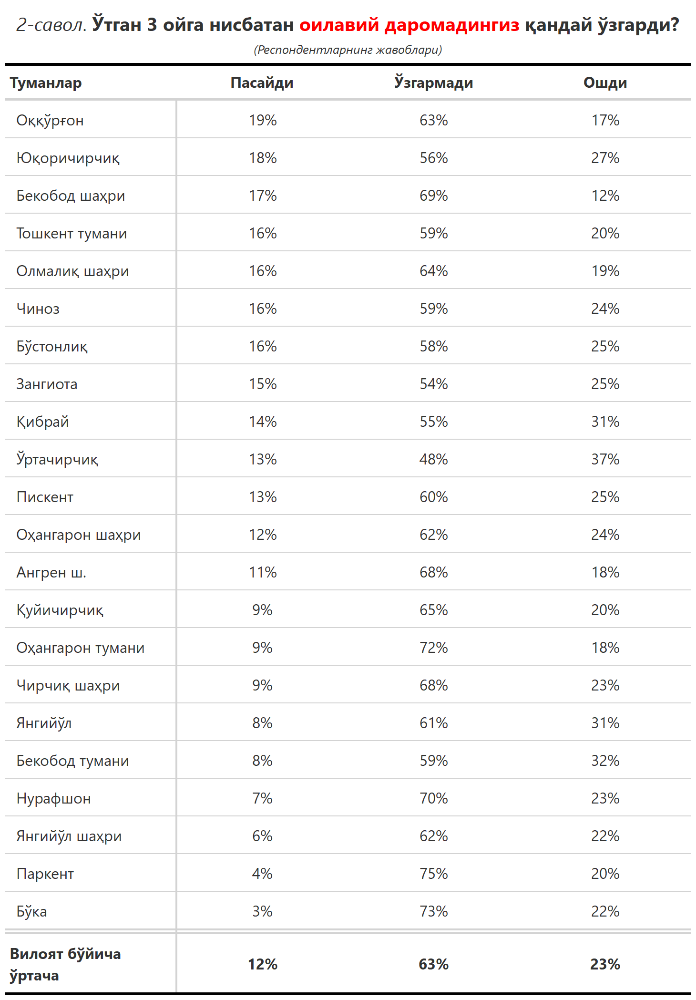 2-савол. Ўтган 3 ойга нисбатан оилавий даромадингиз қандай ўзгарди?
(Респондентларнинг жавоблари)
Туманлар Пасайди Ўзгармади Ошди
Оққўрғон 19% 63% 17%
Юқоричирчиқ 18% 56% 27%
Бекобод шаҳри 17% 69% 12%
Тошкент тумани 16% 59% 20%
Олмалиқ шаҳри 16% 64% 19%
Чиноз 16% 59% 24%
Бўстонлиқ 16% 58% 25%
Зангиота 15% 54% 25%
Қибрай 14% 55% 31%
Ўртачирчиқ 13% 48% 37%
Пискент 13% 60% 25%
Оҳангарон шаҳри 12% 62% 24%
Ангрен ш. 11% 68% 18%
Қуйичирчиқ 9% 65% 20%
Оҳангарон тумани 9% 72% 18%
Чирчиқ шаҳри 9% 68% 23%
Янгийўл 8% 61% 31%
Бекобод тумани 8% 59% 32%
Нурафшон 7% 70% 23%
Янгийўл шаҳри 6% 62% 22%
Паркент 4% 75% 20%
Бўка 3% 73% 22%
Вилоят бўйича
ўртача 12% 63% 23%